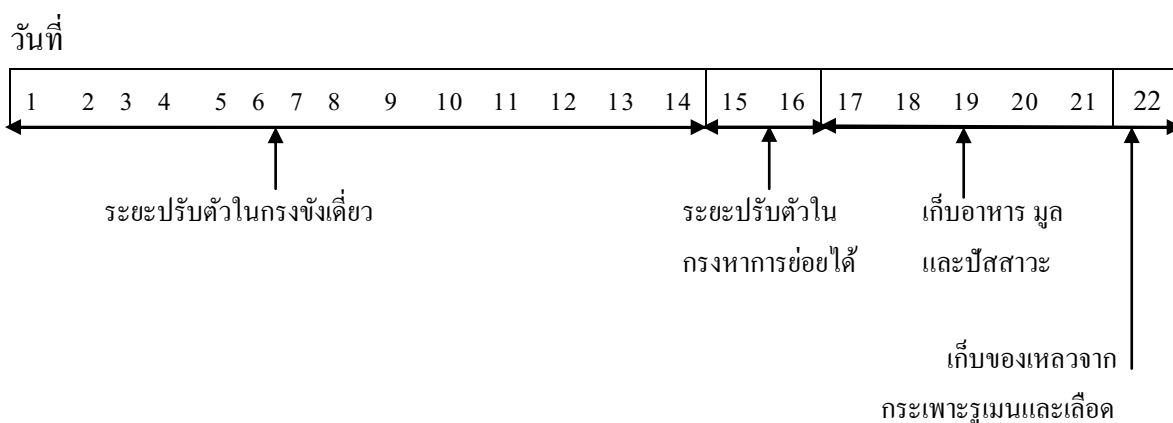 วันที่
1 2 3 4 5 6 7 8 9 10 11 12 13 14 15 16 17 18 19 20 21 22
ระยะปรับตัวในกรงขังเดี่ยว
ระยะปรับตัวใน
กรงหาการย่อยได้
เก็บอาหาร มูล
และปัสสาวะ
เก็บของเหลวจาก
กระเพาะรูเมนและเลือด